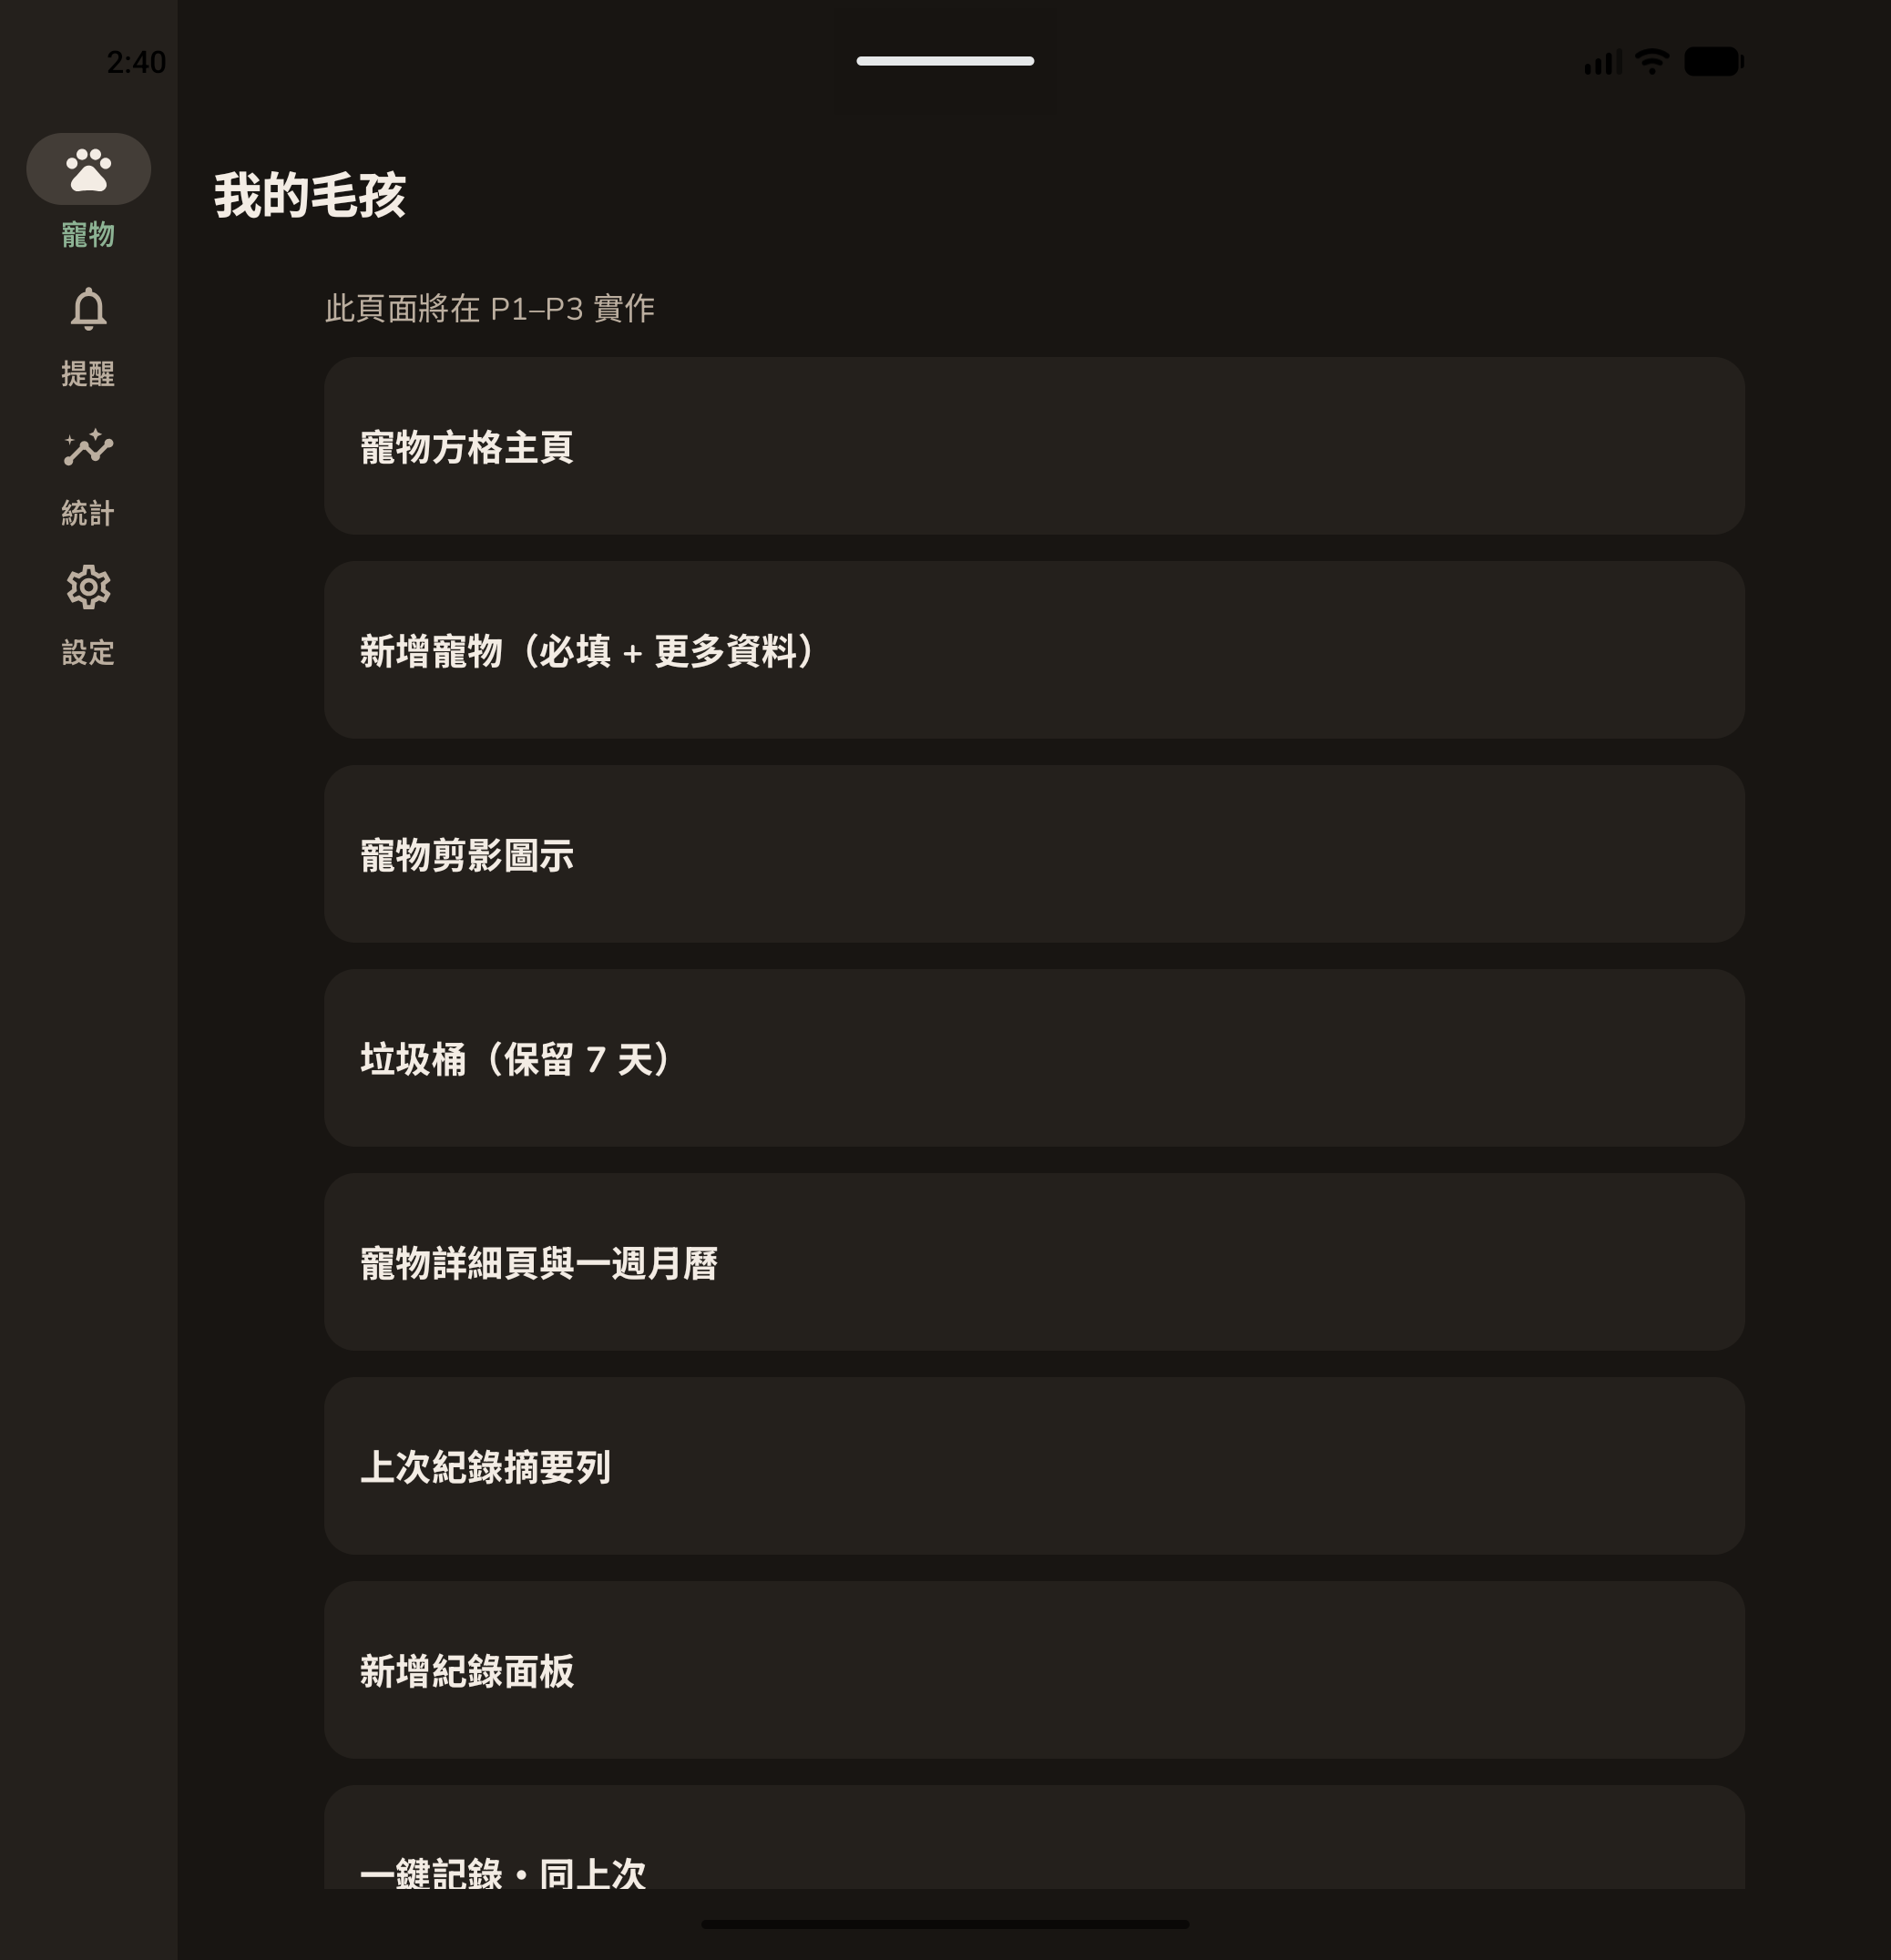 2:40
寵物
提醒
統計
設定
我的毛孩
此頁面將在 P1–P3 實作
寵物方格主頁
新增寵物（必填 + 更多資料）
寵物剪影圖示
垃圾桶（保留 7 天）
寵物詳細頁與一週月曆
上次紀錄摘要列
新增紀錄面板
一鍵記錄・同上次